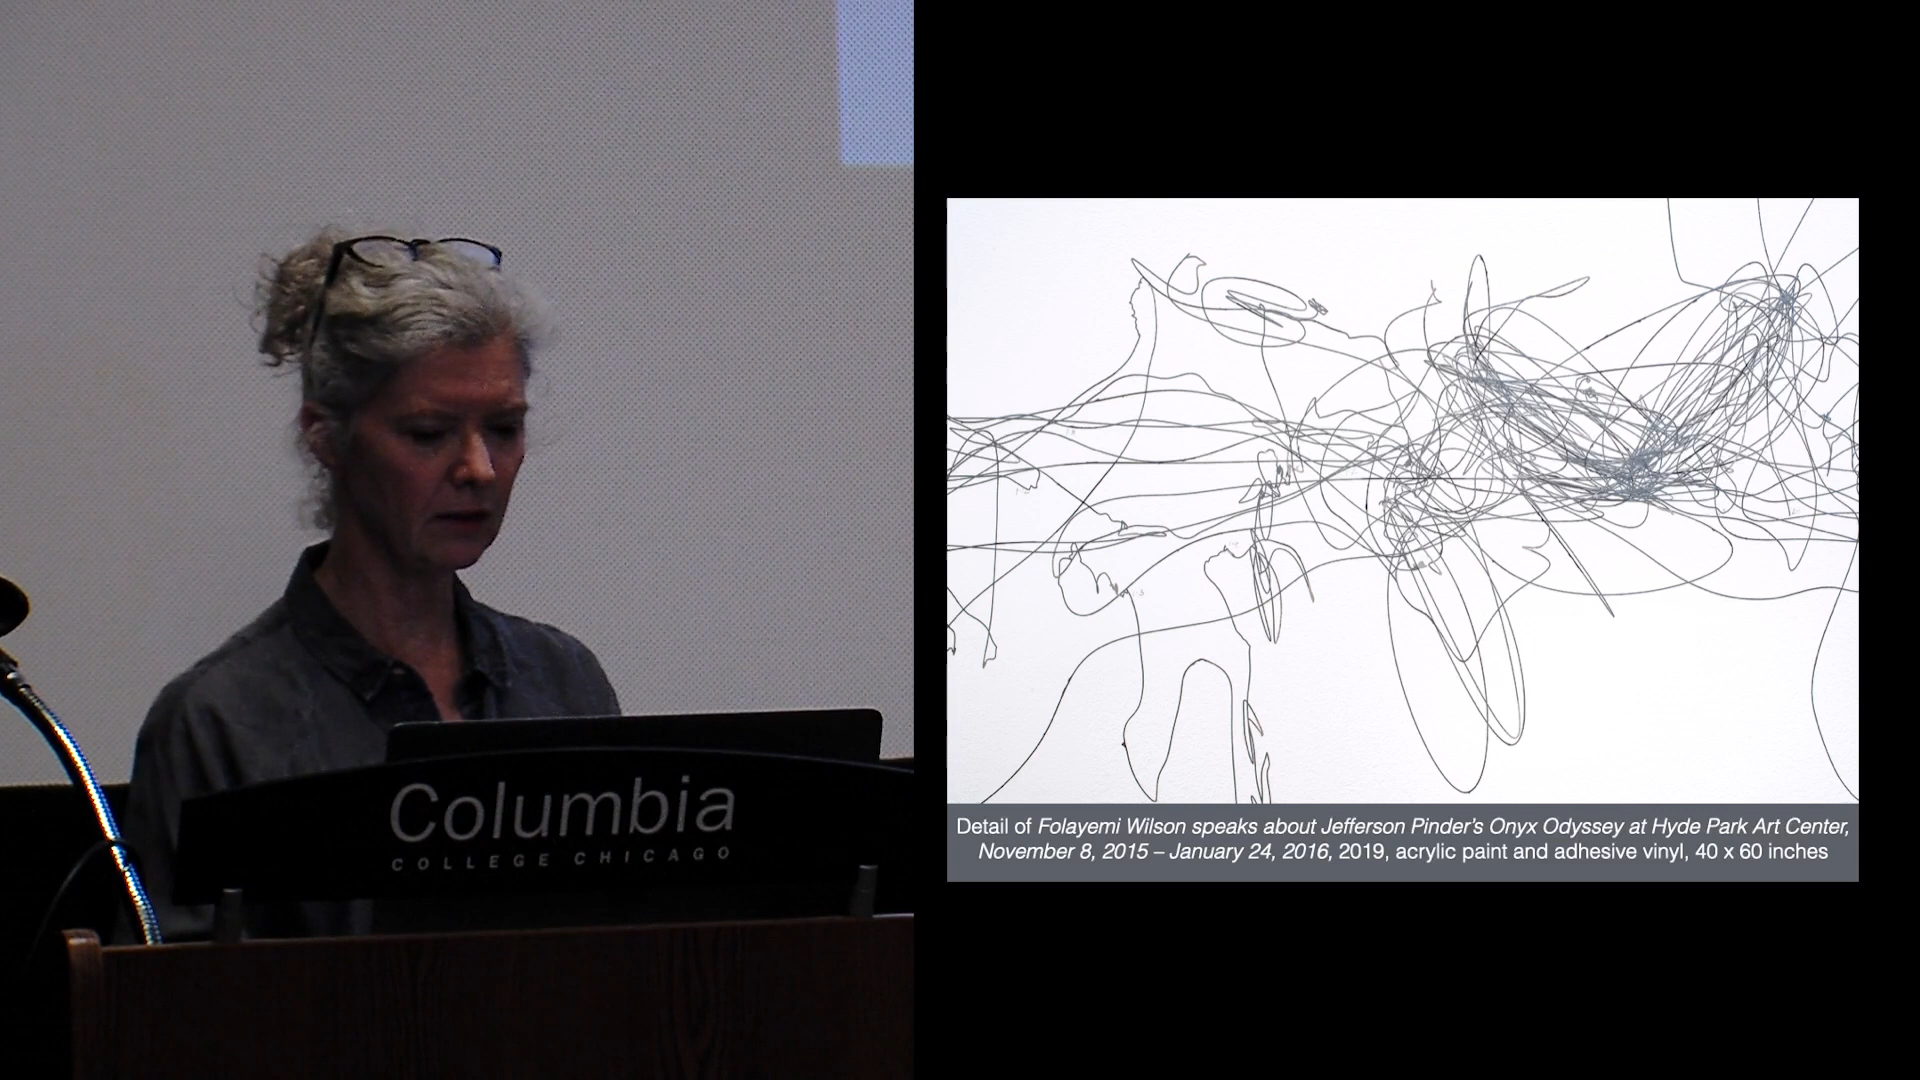 Columbia
COLLEGE CHICAGO
Detail of Folayemi Wilson speaks about Jefferson Pinder's Onyx Odyssey at Hyde Park Art Center,
November 8, 2015 – January 24, 2016, 2019, acrylic paint and adhesive vinyl, 40 x 60 inches